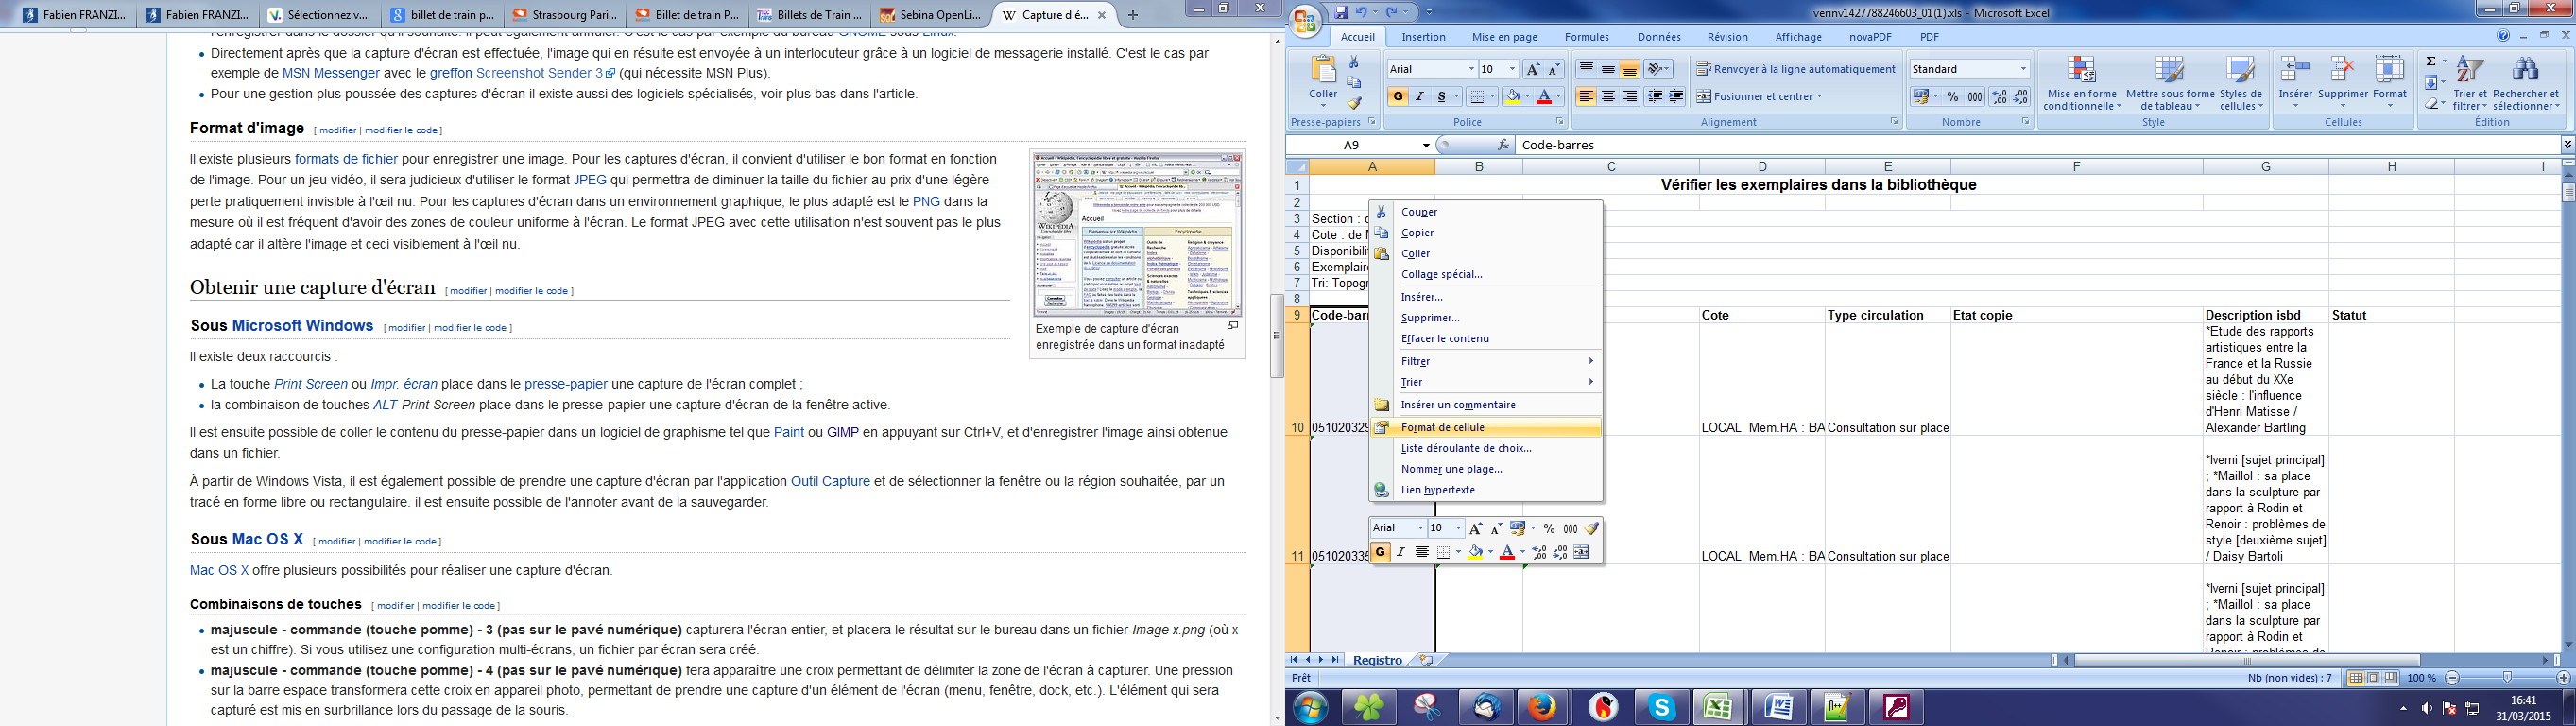 Fabien FRANZI...
Fabien FRANZI...
Sélectionnez v...
billet de train p...
Strasbourg Pari...
Billet de train P...
Billets de Train ...
Sebina OpenLi...
Capture d'é...
Directement après que la capture d'écran est effectuée, l'image qui en résulte est envoyée à un interlocuteur grâce à un logiciel de messagerie installé. C'est le cas par
exemple de MSN Messenger avec le greffon Screenshot Sender 3 (qui nécessite MSN Plus).
Pour une gestion plus poussée des captures d'écran il existe aussi des logiciels spécialisés, voir plus bas dans l'article.
Format d'image [ modifier | modifier le code ]
Il existe plusieurs formats de fichier pour enregistrer une image. Pour les captures d'écran, il convient d'utiliser le bon format en fonction
de l'image. Pour un jeu vidéo, il sera judicieux d'utiliser le format JPEG qui permettra de diminuer la taille du fichier au prix d'une légère
perte pratiquement invisible à l'œil nu. Pour les captures d'écran dans un environnement graphique, le plus adapté est le PNG dans la
mesure où il est fréquent d'avoir des zones de couleur uniforme à l'écran. Le format JPEG avec cette utilisation n'est souvent pas le plus
adapté car il altère l'image et ceci visiblement à l'œil nu.
Exemple de capture d'écran
enregistrée dans un format inadapté
Obtenir une capture d'écran [ modifier | modifier le code ]
Sous Microsoft Windows [ modifier | modifier le code ]
Il existe deux raccourcis :
La touche Print Screen ou Impr. écran place dans le presse-papier une capture de l'écran complet ;
la combinaison de touches ALT-Print Screen place dans le presse-papier une capture d'écran de la fenêtre active.
Il est ensuite possible de coller le contenu du presse-papier dans un logiciel de graphisme tel que Paint ou GIMP en appuyant sur Ctrl+V, et d'enregistrer l'image ainsi obtenue
dans un fichier.
À partir de Windows Vista, il est également possible de prendre une capture d'écran par l'application Outil Capture et de sélectionner la fenêtre ou la région souhaitée, par un
tracé en forme libre ou rectangulaire. il est ensuite possible de l'annoter avant de la sauvegarder.
Sous Mac OS X [ modifier | modifier le code ]
Mac OS X offre plusieurs possibilités pour réaliser une capture d'écran.
Combinaisons de touches [ modifier | modifier le code ]
majuscule - commande (touche pomme) - 3 (pas sur le pavé numérique) capturera l'écran entier, et placera le résultat sur le bureau dans un fichier Image x.png (où x
est un chiffre). Si vous utilisez une configuration multi-écrans, un fichier par écran sera créé.
majuscule - commande (touche pomme) - 4 (pas sur le pavé numérique) fera apparaître une croix permettant de délimiter la zone de l'écran à capturer. Une pression
sur la barre espace transformera cette croix en appareil photo, permettant de prendre une capture d'un élément de l'écran (menu, fenêtre, dock, etc.). L'élément qui sera
capturé est mis en surbrillance lors du passage de la souris.
verinv1427788246603_01(1).xls - Microsoft Excel
Accueil Insertion Mise en page Formules Données Révision Affichage novaPDF PDF
Coller
Presse-papiers
Arial 10
G I S
Police
Renvoyer à la ligne automatiquement
Fusionner et centrer
Alignement
Standard
% 000
Nombre
Mise en forme
conditionnelle
Mettre sous forme
de tableau
Styles de
cellules
Style
Insérer Supprimer Format
Cellules
Trier et
filtrer
Rechercher et
sélectionner
Édition
A9 fx Code-barres
A B C D E F G H I
1 Vérifier les exemplaires dans la bibliothèque
2
3 Section : c
4 Cote : de
5 Disponibili
6 Exemplaire
7 Tri: Topogr
8
9 Code-barr Cote Type circulation Etat copie Description isbd Statut
*Etude des rapports
artistiques entre la
France et la Russie
au début du XXe
siècle : l'influence
d'Henri Matisse /
10 051020329 LOCAL Mem.HA : BA Consultation sur place Alexander Bartling
*Iverni [sujet principal]
; *Maillol : sa place
dans la sculpture par
rapport à Rodin et
Renoir : problèmes de
style [deuxième sujet]
11 051020335 LOCAL Mem.HA : BA Consultation sur place / Daisy Bartoli
*Iverni [sujet principal]
; *Maillol : sa place
dans la sculpture par
rapport à Rodin et
Renoir : problèmes de
Couper
Copier
Coller
Collage spécial...
Insérer...
Supprimer...
Effacer le contenu
Filtrer
Trier
Insérer un commentaire
Format de cellule
Liste déroulante de choix...
Nommer une plage...
Lien hypertexte
Arial 10 % 000
G I
Registro
Prêt Nb (non vides) : 7 100 %
16:41
31/03/2015